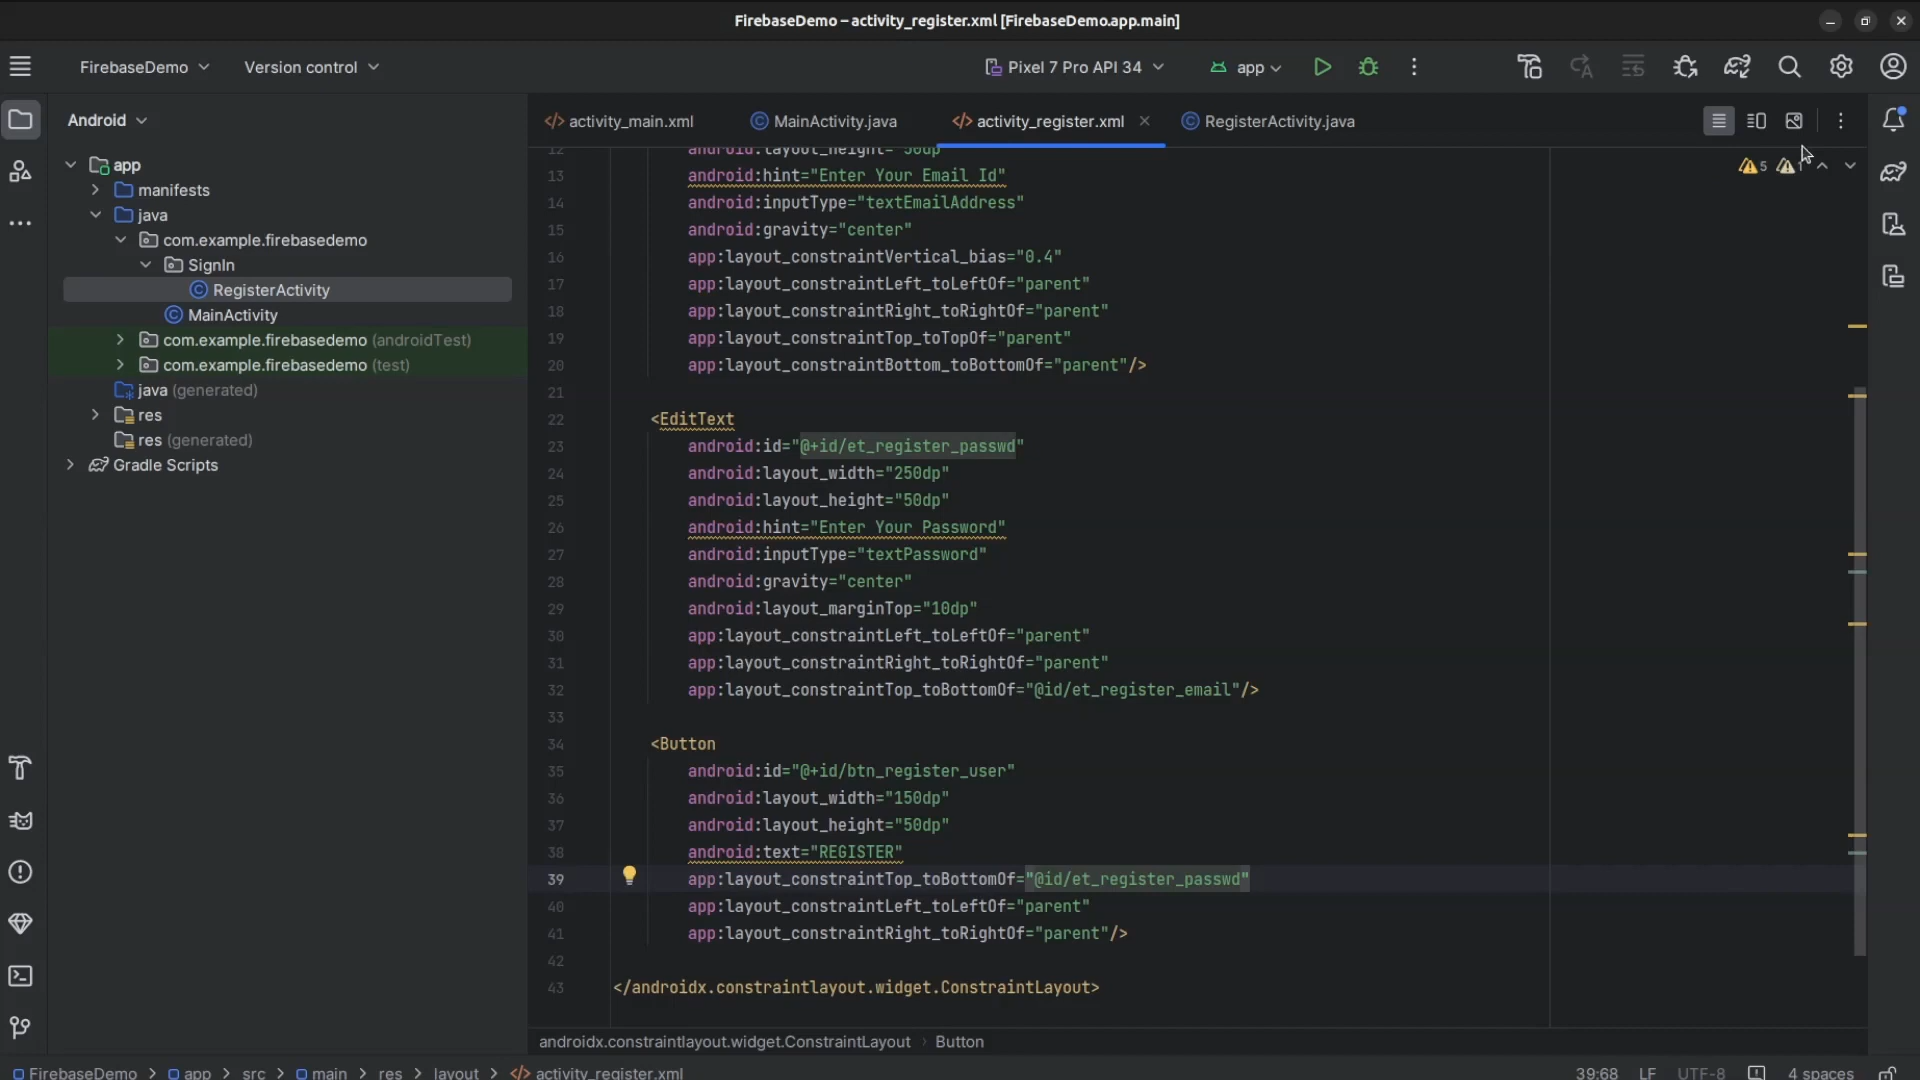 FirebaseDemo – activity_register.xml [FirebaseDemo.app.main]
FirebaseDemo
Version control
Pixel 7 Pro API 34
app
Android
app
manifests
java
com.example.firebasedemo
SignIn
RegisterActivity
MainActivity
com.example.firebasedemo (androidTest)
com.example.firebasedemo (test)
java (generated)
res
res (generated)
Gradle Scripts
activity_main.xml
MainActivity.java
activity_register.xml
RegisterActivity.java
5
12 android:layout_height="50dp"
13 android:hint="Enter Your Email Id"
14 android:inputType="textEmailAddress"
15 android:gravity="center"
16 app:layout_constraintVertical_bias="0.4"
17 app:layout_constraintLeft_toLeftOf="parent"
18 app:layout_constraintRight_toRightOf="parent"
19 app:layout_constraintTop_toTopOf="parent"
20 app:layout_constraintBottom_toBottomOf="parent"/>
21
22 <EditText
23 android:id="@+id/et_register_passwd"
24 android:layout_width="250dp"
25 android:layout_height="50dp"
26 android:hint="Enter Your Password"
27 android:inputType="textPassword"
28 android:gravity="center"
29 android:layout_marginTop="10dp"
30 app:layout_constraintLeft_toLeftOf="parent"
31 app:layout_constraintRight_toRightOf="parent"
32 app:layout_constraintTop_toBottomOf="@id/et_register_email"/>
33
34 <Button
35 android:id="@+id/btn_register_user"
36 android:layout_width="150dp"
37 android:layout_height="50dp"
38 android:text="REGISTER"
39 app:layout_constraintTop_toBottomOf="@id/et_register_passwd"
40 app:layout_constraintLeft_toLeftOf="parent"
41 app:layout_constraintRight_toRightOf="parent"/>
42
43 </androidx.constraintlayout.widget.ConstraintLayout>
androidx.constraintlayout.widget.ConstraintLayout › Button
FirebaseDemo > app > src > main > res > layout > activity_register.xml
39:68 LF UTF-8 4 spaces